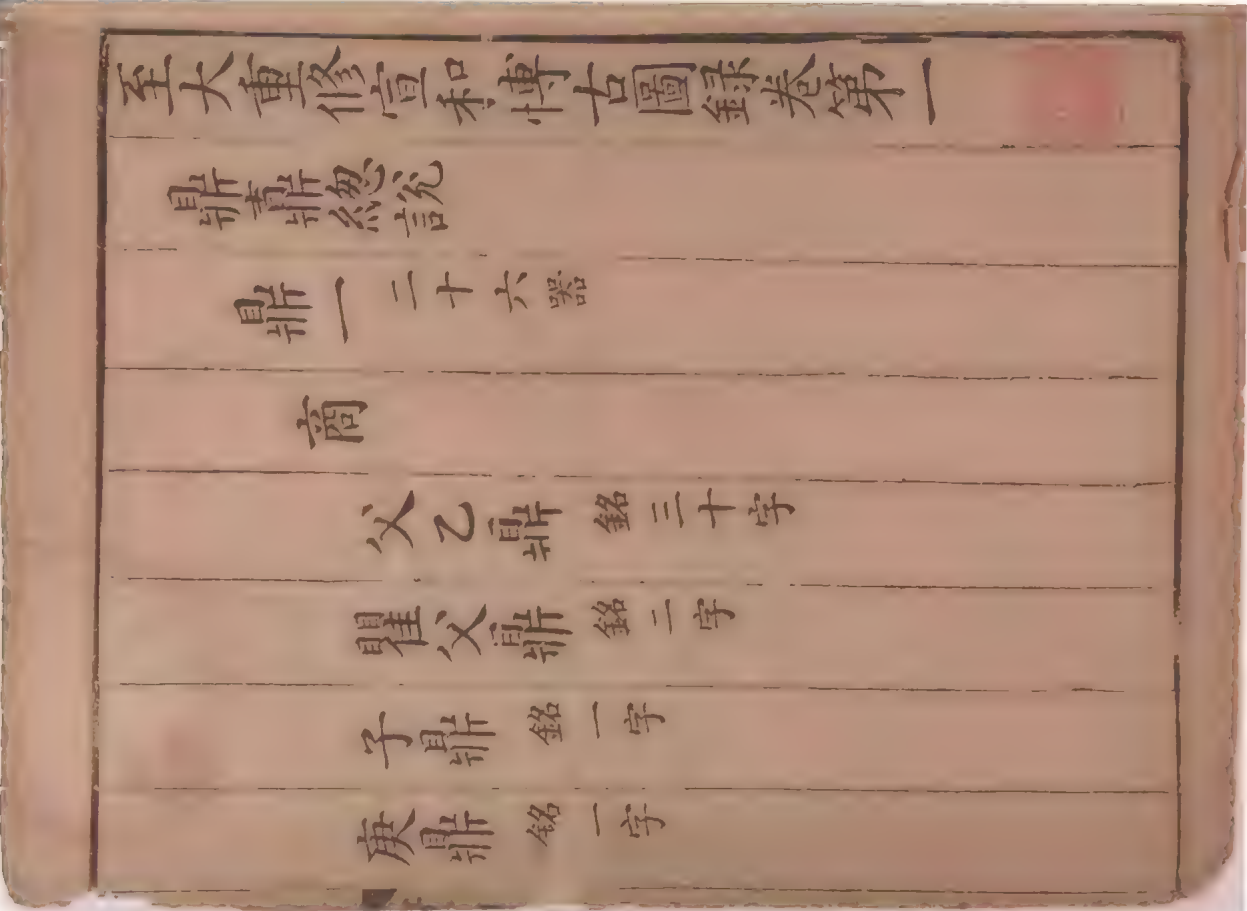 至大重修宣和博古圖錄卷第一
鼎鼒緫說
鼎一 二十六器
商
父乙鼎 銘三十字
瞿父鼎 銘二字
子鼎 銘一字
庚鼎 銘一字